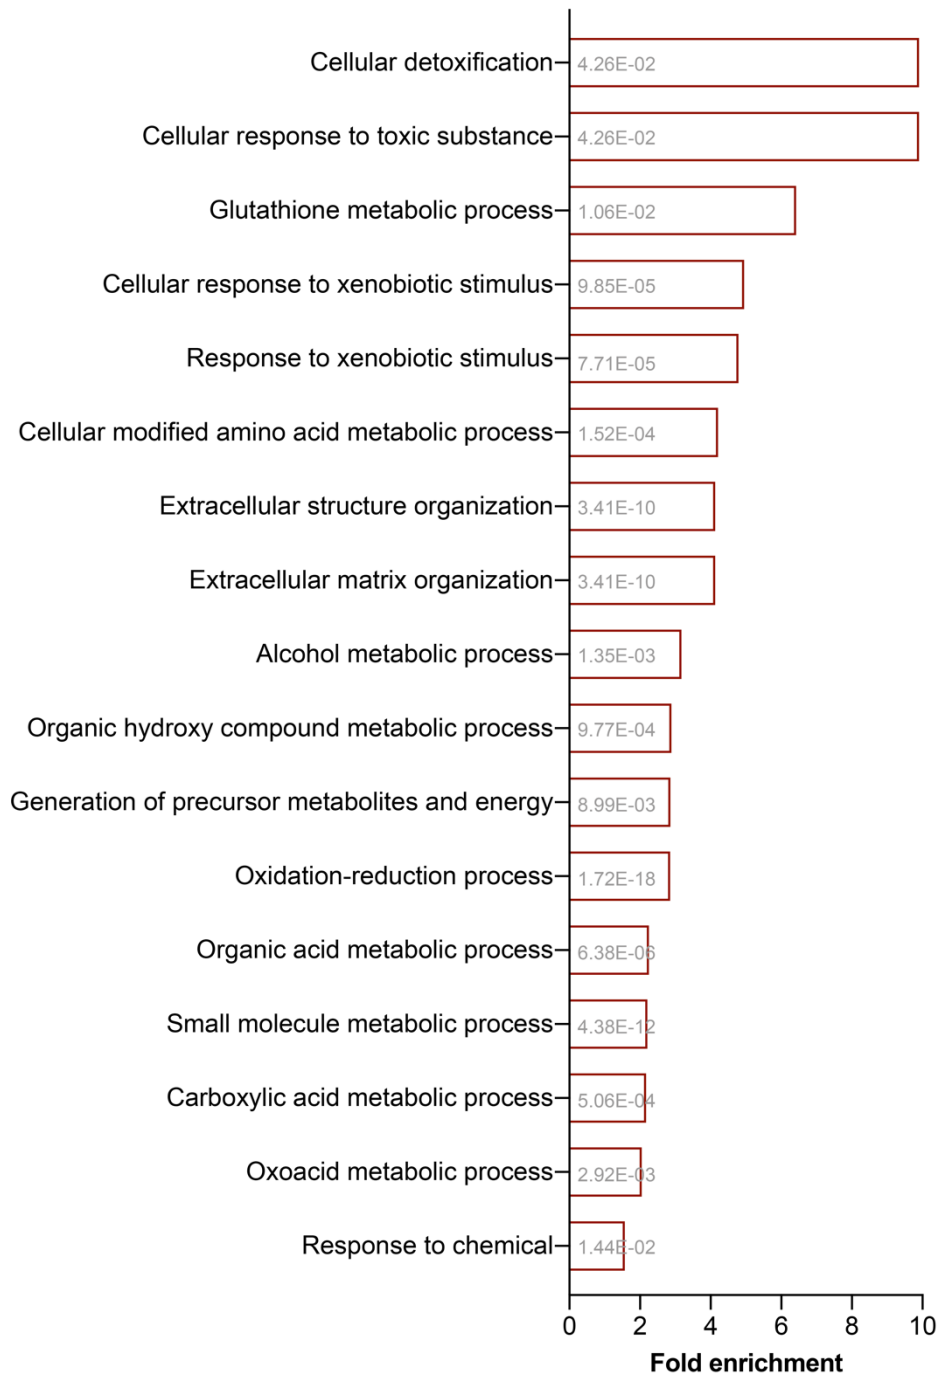 Cellular detoxification 4.26E-02
Cellular response to toxic substance 4.26E-02
Glutathione metabolic process 1.06E-02
Cellular response to xenobiotic stimulus 9.85E-05
Response to xenobiotic stimulus 7.71E-05
Cellular modified amino acid metabolic process 1.52E-04
Extracellular structure organization 3.41E-10
Extracellular matrix organization 3.41E-10
Alcohol metabolic process 1.35E-03
Organic hydroxy compound metabolic process 9.77E-04
Generation of precursor metabolites and energy 8.99E-03
Oxidation-reduction process 1.72E-18
Organic acid metabolic process 6.38E-06
Small molecule metabolic process 4.38E-12
Carboxylic acid metabolic process 5.06E-04
Oxoacid metabolic process 2.92E-03
Response to chemical 1.44E-02
0 2 4 6 8 10
Fold enrichment